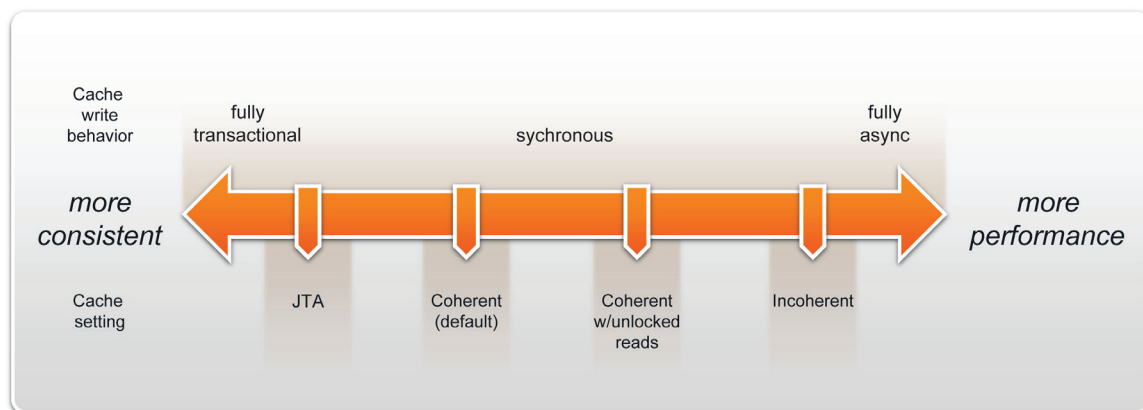 Cache
write
behavior
fully
transactional
sychronous
fully
async
more
consistent
more
performance
Cache
setting
JTA
Coherent
(default)
Coherent
w/unlocked
reads
Incoherent